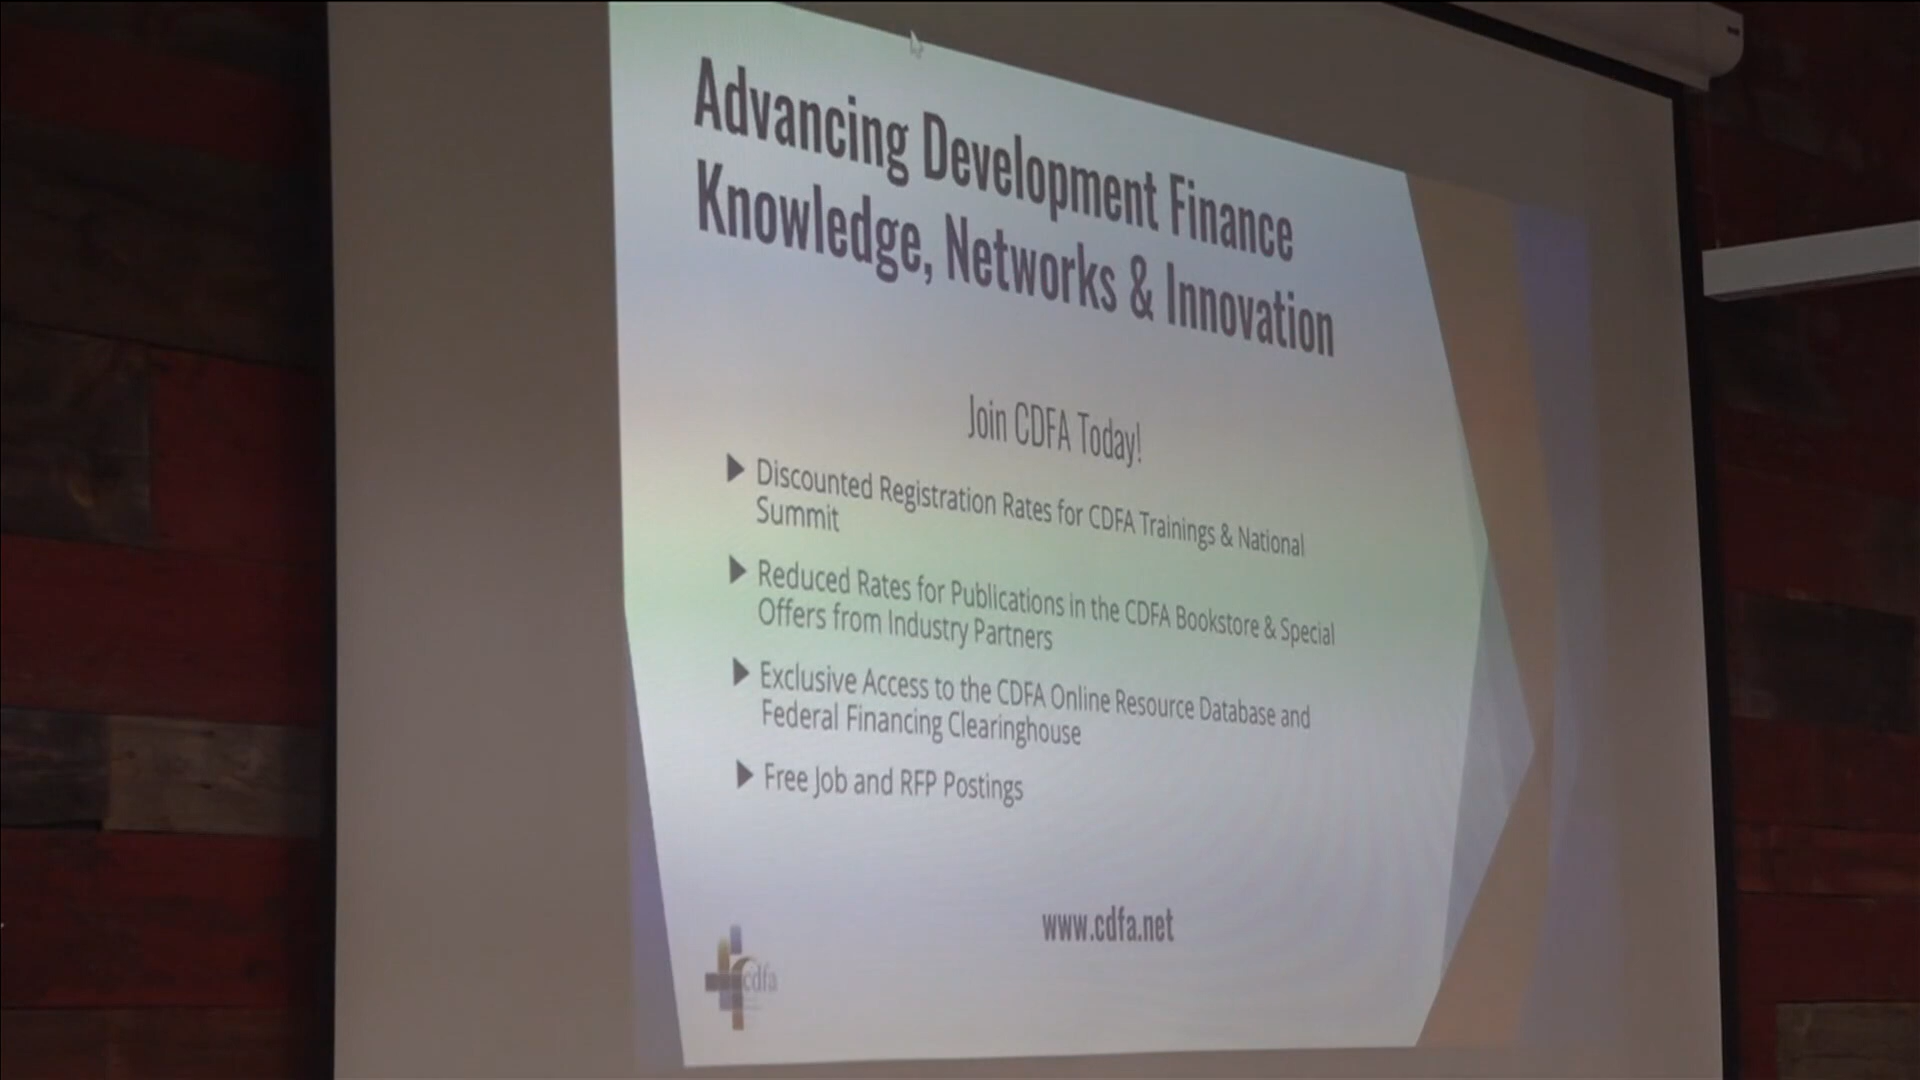 Advancing Development Finance
Knowledge, Networks & Innovation
Join CDFA Today!
Discounted Registration Rates for CDFA Trainings & National
Summit
Reduced Rates for Publications in the CDFA Bookstore & Special
Offers from Industry Partners
Exclusive Access to the CDFA Online Resource Database and
Federal Financing Clearinghouse
Free Job and RFP Postings
www.cdfa.net
cdfa